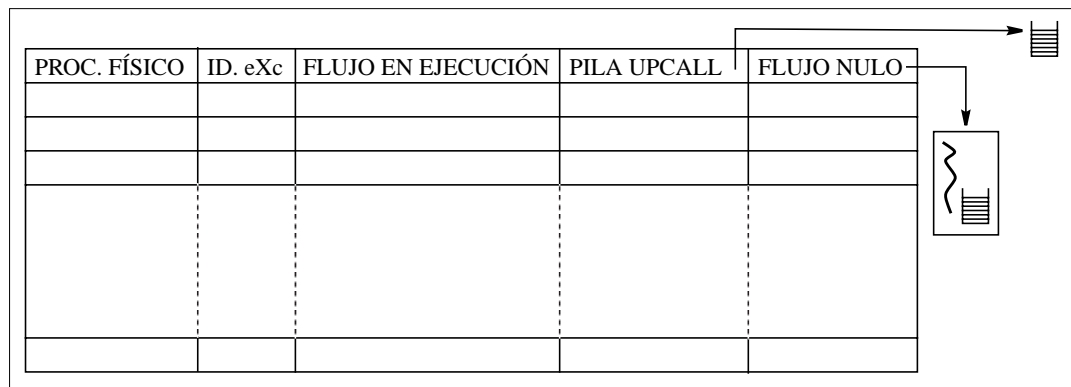 PROC. FÍSICO ID. eXc FLUJO EN EJECUCIÓN PILA UPCALL FLUJO NULO